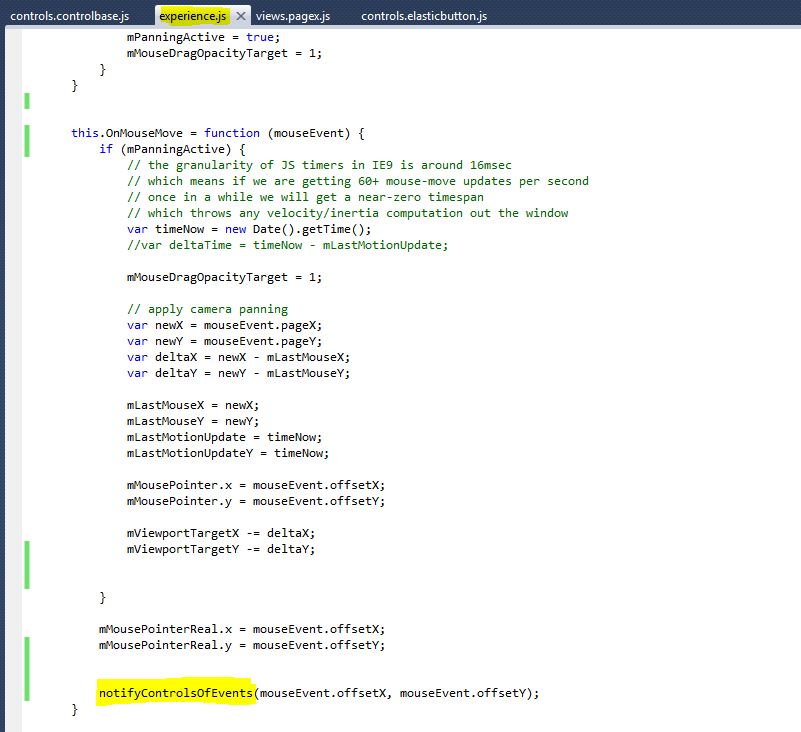 controls.controlbase.js experience.js ✕ views.pagex.js controls.elasticbutton.js
mPanningActive = true;
mMouseDragOpacityTarget = 1;
}
}
this.OnMouseMove = function (mouseEvent) {
if (mPanningActive) {
// the granularity of JS timers in IE9 is around 16msec
// which means if we are getting 60+ mouse-move updates per second
// once in a while we will get a near-zero timespan
// which throws any velocity/inertia computation out the window
var timeNow = new Date().getTime();
//var deltaTime = timeNow - mLastMotionUpdate;
mMouseDragOpacityTarget = 1;
// apply camera panning
var newX = mouseEvent.pageX;
var newY = mouseEvent.pageY;
var deltaX = newX - mLastMouseX;
var deltaY = newY - mLastMouseY;
mLastMouseX = newX;
mLastMouseY = newY;
mLastMotionUpdate = timeNow;
mLastMotionUpdateY = timeNow;
mMousePointer.x = mouseEvent.offsetX;
mMousePointer.y = mouseEvent.offsetY;
mViewportTargetX -= deltaX;
mViewportTargetY -= deltaY;
}
mMousePointerReal.x = mouseEvent.offsetX;
mMousePointerReal.y = mouseEvent.offsetY;
notifyControlsOfEvents(mouseEvent.offsetX, mouseEvent.offsetY);
}